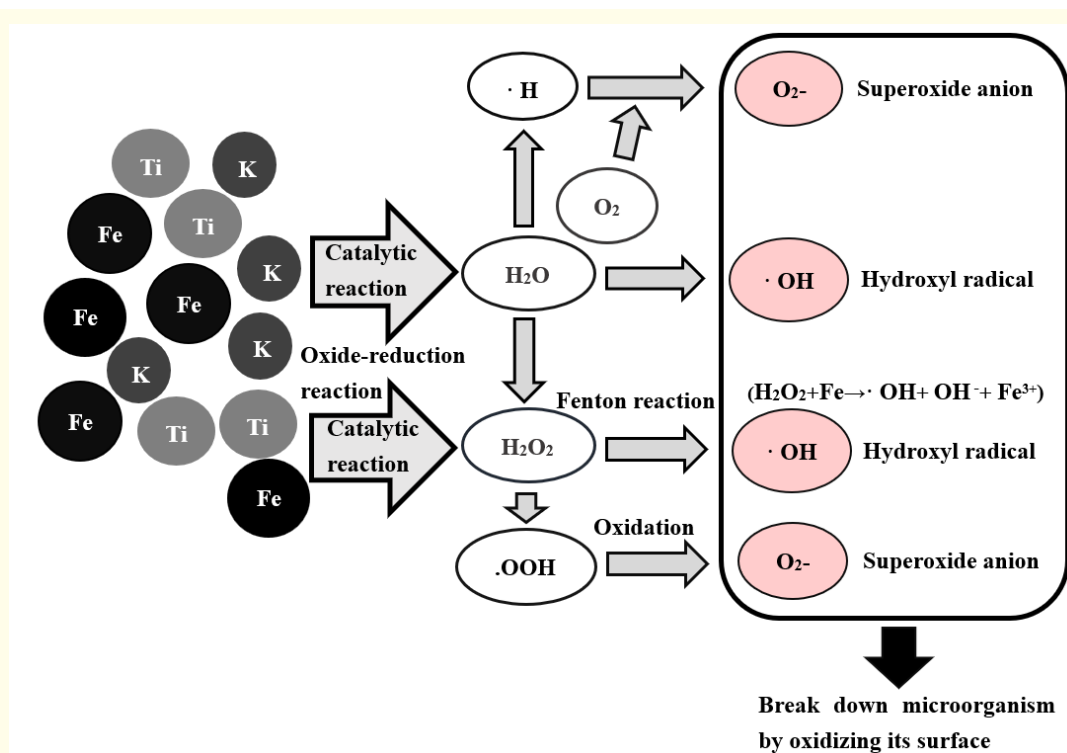 · H
O₂-
Superoxide anion
Ti
K
O₂
Ti
Fe
Catalytic
reaction
H₂O
· OH
Hydroxyl radical
K
Fe
Fe
K
Oxide-reduction
reaction
K
(H₂O₂+Fe→· OH+ OH⁻+ Fe³⁺)
Fe
Ti
Ti
Catalytic
reaction
H₂O₂
Fenton reaction
· OH
Hydroxyl radical
Fe
.OOH
Oxidation
O₂-
Superoxide anion
Break down microorganism
by oxidizing its surface